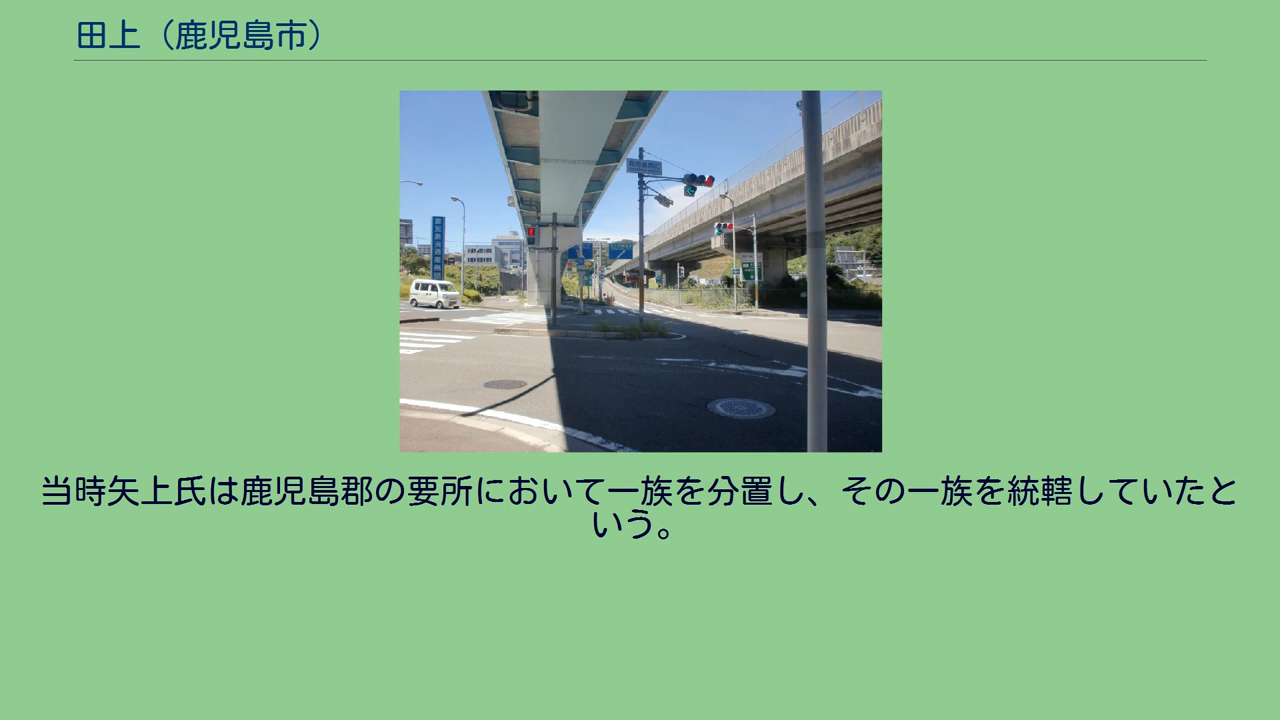 田上（鹿児島市）
当時矢上氏は鹿児島郡の要所において一族を分置し、その一族を統轄していたと
いう。